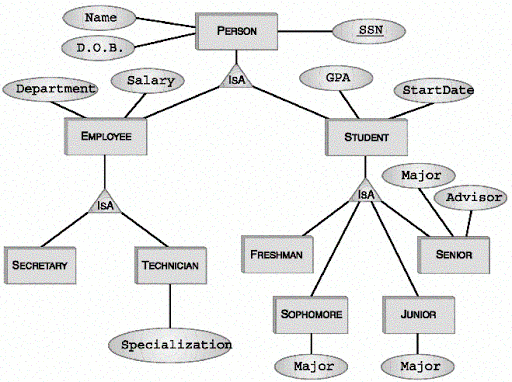 Name
PERSON
SSN
D.O.B.
IsA
Department
Salary
GPA
StartDate
EMPLOYEE
STUDENT
IsA
IsA
Major
Advisor
SECRETARY
TECHNICIAN
FRESHMAN
SENIOR
SOPHOMORE
JUNIOR
Specialization
Major
Major